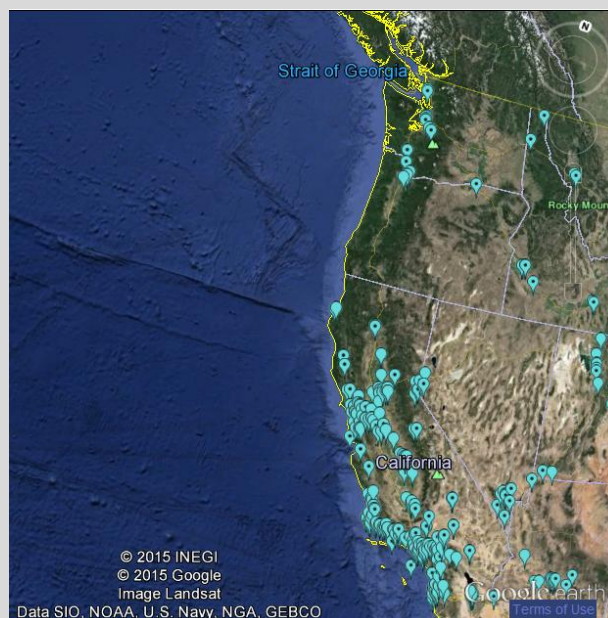 N
Strait of Georgia
Rocky Moun
California
© 2015 INEGI
© 2015 Google
Image Landsat
Data SIO, NOAA, U.S. Navy, NGA, GEBCO
Google earth
Terms of Use